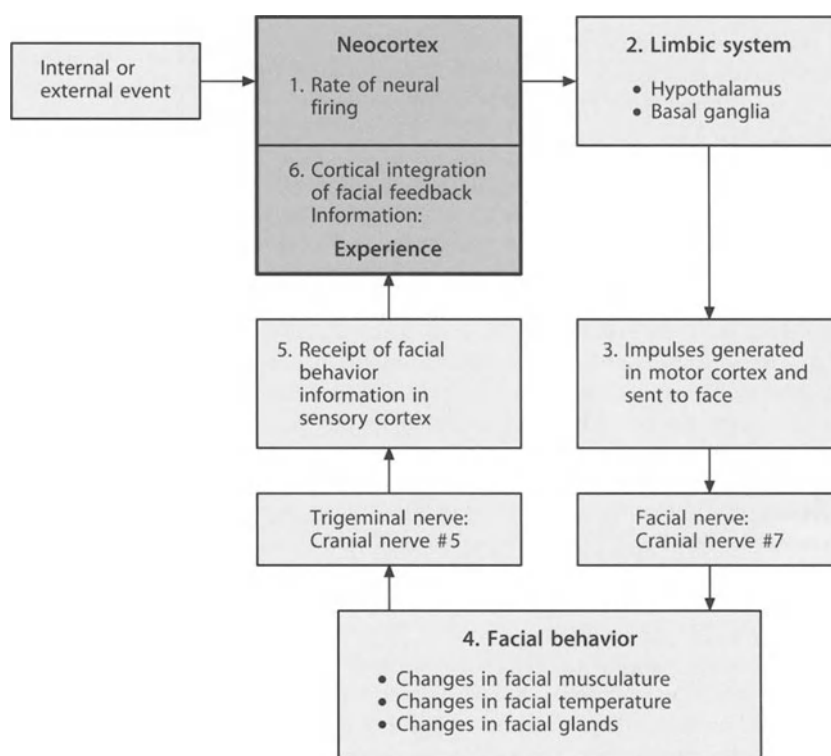 Internal or
external event
Neocortex
1. Rate of neural
firing
6. Cortical integration
of facial feedback
Information:
Experience
2. Limbic system
• Hypothalamus
• Basal ganglia
5. Receipt of facial
behavior
information in
sensory cortex
3. Impulses generated
in motor cortex and
sent to face
Trigeminal nerve:
Cranial nerve #5
Facial nerve:
Cranial nerve #7
4. Facial behavior
• Changes in facial musculature
• Changes in facial temperature
• Changes in facial glands